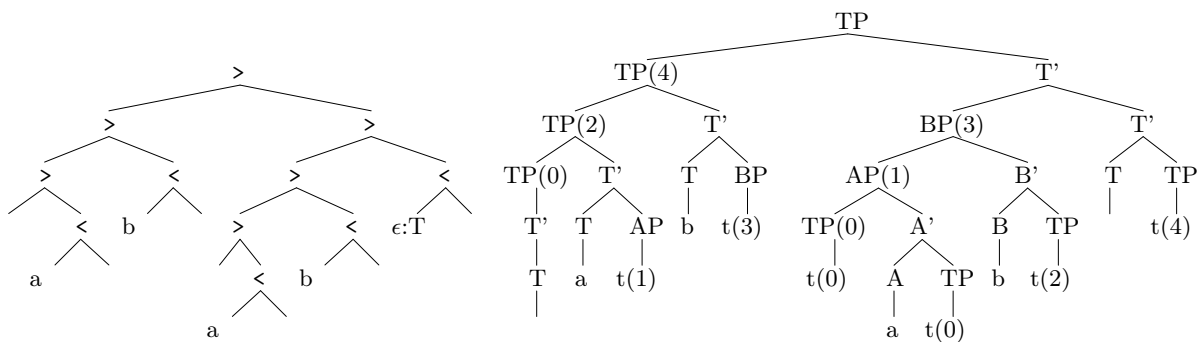 TP
> TP(4) T'
> > TP(2) T' BP(3) T'
> < > < TP(0) T' T BP AP(1) B' T TP
< b > < ϵ:T T' T AP b t(3) TP(0) A' B TP t(4)
a < b T a t(1) t(0) A TP b t(2)
a a t(0)